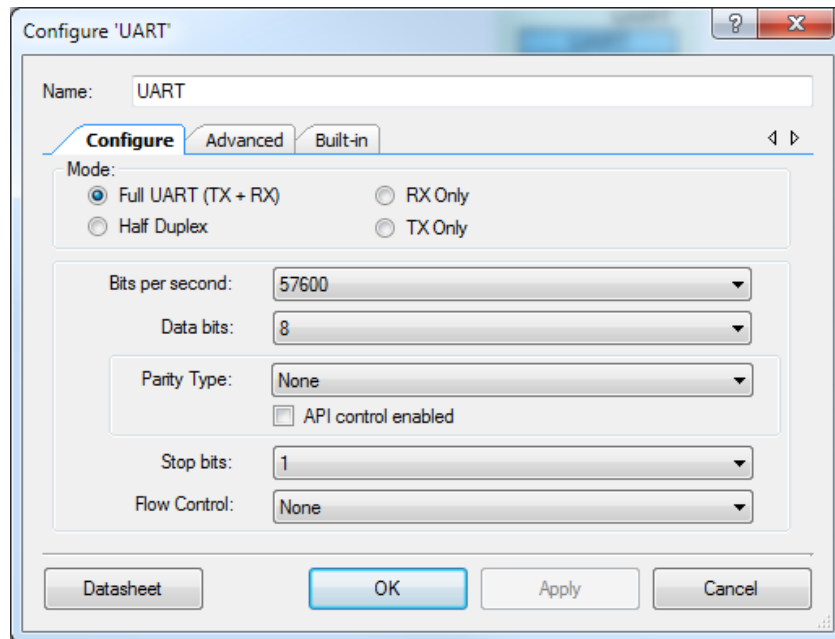 Configure 'UART'
Name: UART
Configure Advanced Built-in
Mode:
Full UART (TX + RX) RX Only
Half Duplex TX Only
Bits per second: 57600
Data bits: 8
Parity Type: None
API control enabled
Stop bits: 1
Flow Control: None
Datasheet OK Apply Cancel